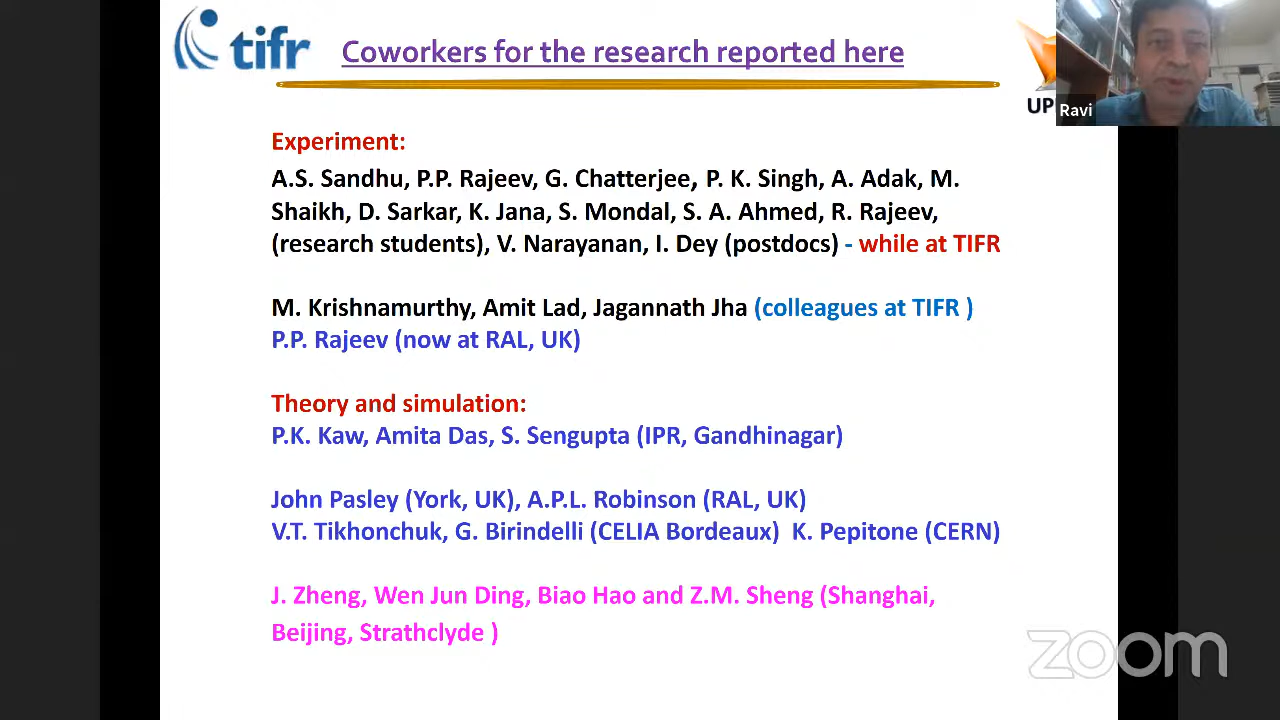 tifr
Coworkers for the research reported here
UP
Ravi
Experiment:
A.S. Sandhu, P.P. Rajeev, G. Chatterjee, P. K. Singh, A. Adak, M.
Shaikh, D. Sarkar, K. Jana, S. Mondal, S. A. Ahmed, R. Rajeev,
(research students), V. Narayanan, I. Dey (postdocs) - while at TIFR
M. Krishnamurthy, Amit Lad, Jagannath Jha (colleagues at TIFR )
P.P. Rajeev (now at RAL, UK)
Theory and simulation:
P.K. Kaw, Amita Das, S. Sengupta (IPR, Gandhinagar)
John Pasley (York, UK), A.P.L. Robinson (RAL, UK)
V.T. Tikhonchuk, G. Birindelli (CELIA Bordeaux) K. Pepitone (CERN)
J. Zheng, Wen Jun Ding, Biao Hao and Z.M. Sheng (Shanghai,
Beijing, Strathclyde )
zoom